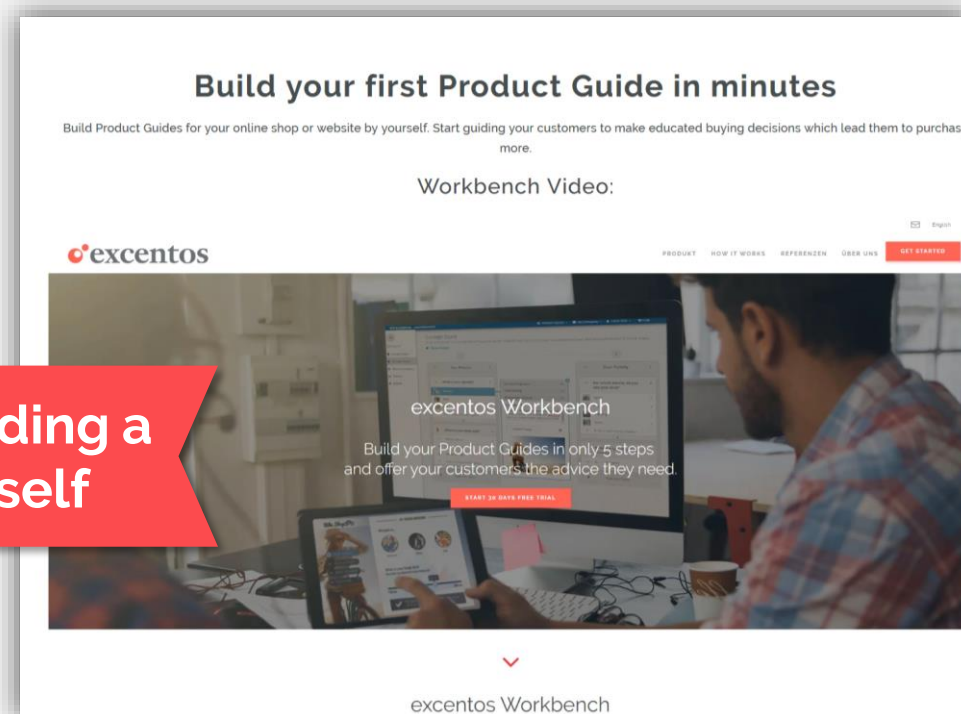 Build your first Product Guide in minutes
Build Product Guides for your online shop or website by yourself. Start guiding your customers to make educated buying decisions which lead them to purchas
more.
Workbench Video:
English
excentos
PRODUKT HOW IT WORKS REFERENZEN ÜBER UNS GET STARTED
excentos Workbench
Build your Product Guides in only 5 steps
and offer your customers the advice they need.
START 30 DAYS FREE TRIAL
ding a
self
excentos Workbench